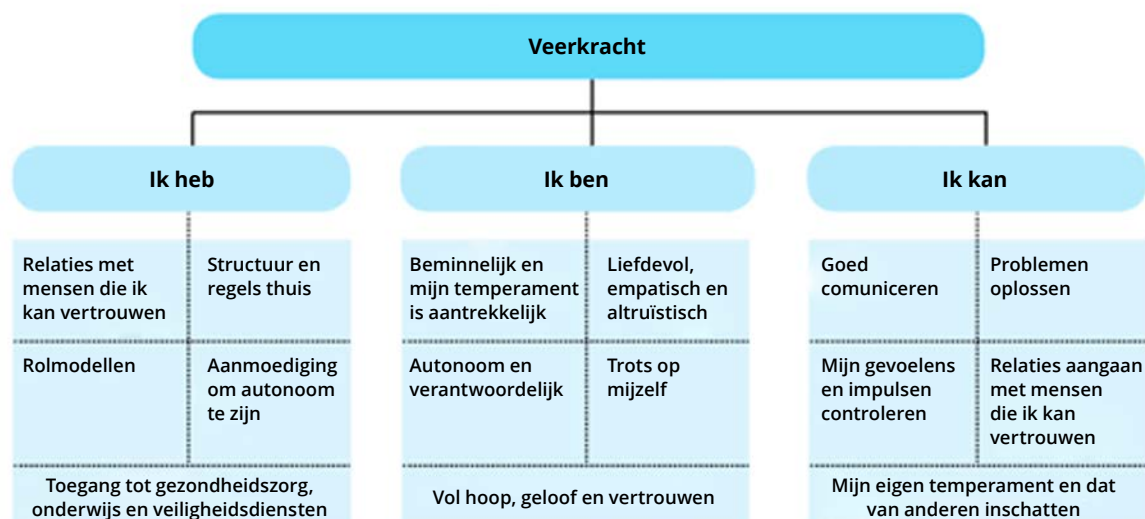 Veerkracht
Ik heb
Ik ben
Ik kan
Relaties met
mensen die ik
kan vertrouwen
Structuur en
regels thuis
Rolmodellen
Aanmoediging
om autonoom
te zijn
Toegang tot gezondheidszorg,
onderwijs en veiligheidsdiensten
Beminnelijk en
mijn temperament
is aantrekkelijk
Liefdevol,
empatisch en
altruïstisch
Autonoom en
verantwoordelijk
Trots op
mijzelf
Vol hoop, geloof en vertrouwen
Goed
comuniceren
Problemen
oplossen
Mijn gevoelens
en impulsen
controleren
Relaties aangaan
met mensen
die ik kan
vertrouwen
Mijn eigen temperament en dat
van anderen inschatten